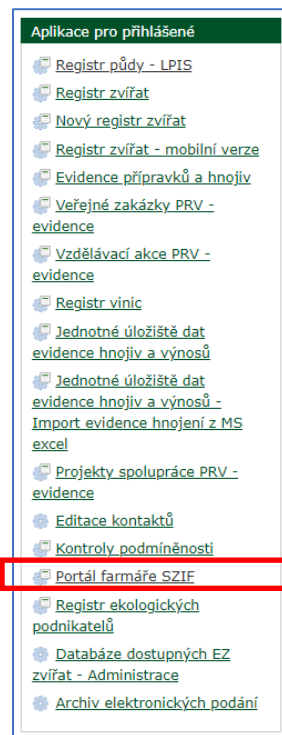 Aplikace pro přihlášené
Registr půdy - LPIS
Registr zvířat
Nový registr zvířat
Registr zvířat - mobilní verze
Evidence přípravků a hnojiv
Veřejné zakázky PRV -
evidence
Vzdělávací akce PRV -
evidence
Registr vinic
Jednotné úložiště dat
evidence hnojiv a výnosů
Jednotné úložiště dat
evidence hnojiv a výnosů -
Import evidence hnojení z MS
excel
Projekty spolupráce PRV -
evidence
Editace kontaktů
Kontroly podmíněnosti
Portál farmáře SZIF
Registr ekologických
podnikatelů
Databáze dostupných EZ
zvířat - Administrace
Archiv elektronických podání